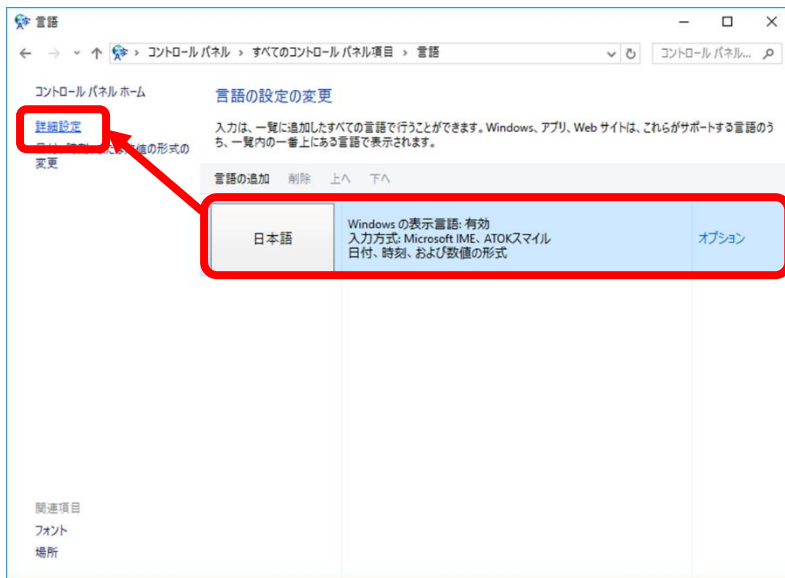 言語
コントロール パネル › すべてのコントロール パネル項目 › 言語
コントロール パネル...
コントロール パネル ホーム
詳細設定
値の形式の
変更
言語の設定の変更
入力は、一覧に追加したすべての言語で行うことができます。Windows、アプリ、Web サイトは、これらがサポートする言語のう
ち、一覧内の一番上にある言語で表示されます。
言語の追加 削除 上へ 下へ
日本語
Windows の表示言語: 有効
入力方式: Microsoft IME、ATOKスマイル
日付、時刻、および数値の形式
オプション
関連項目
フォント
場所